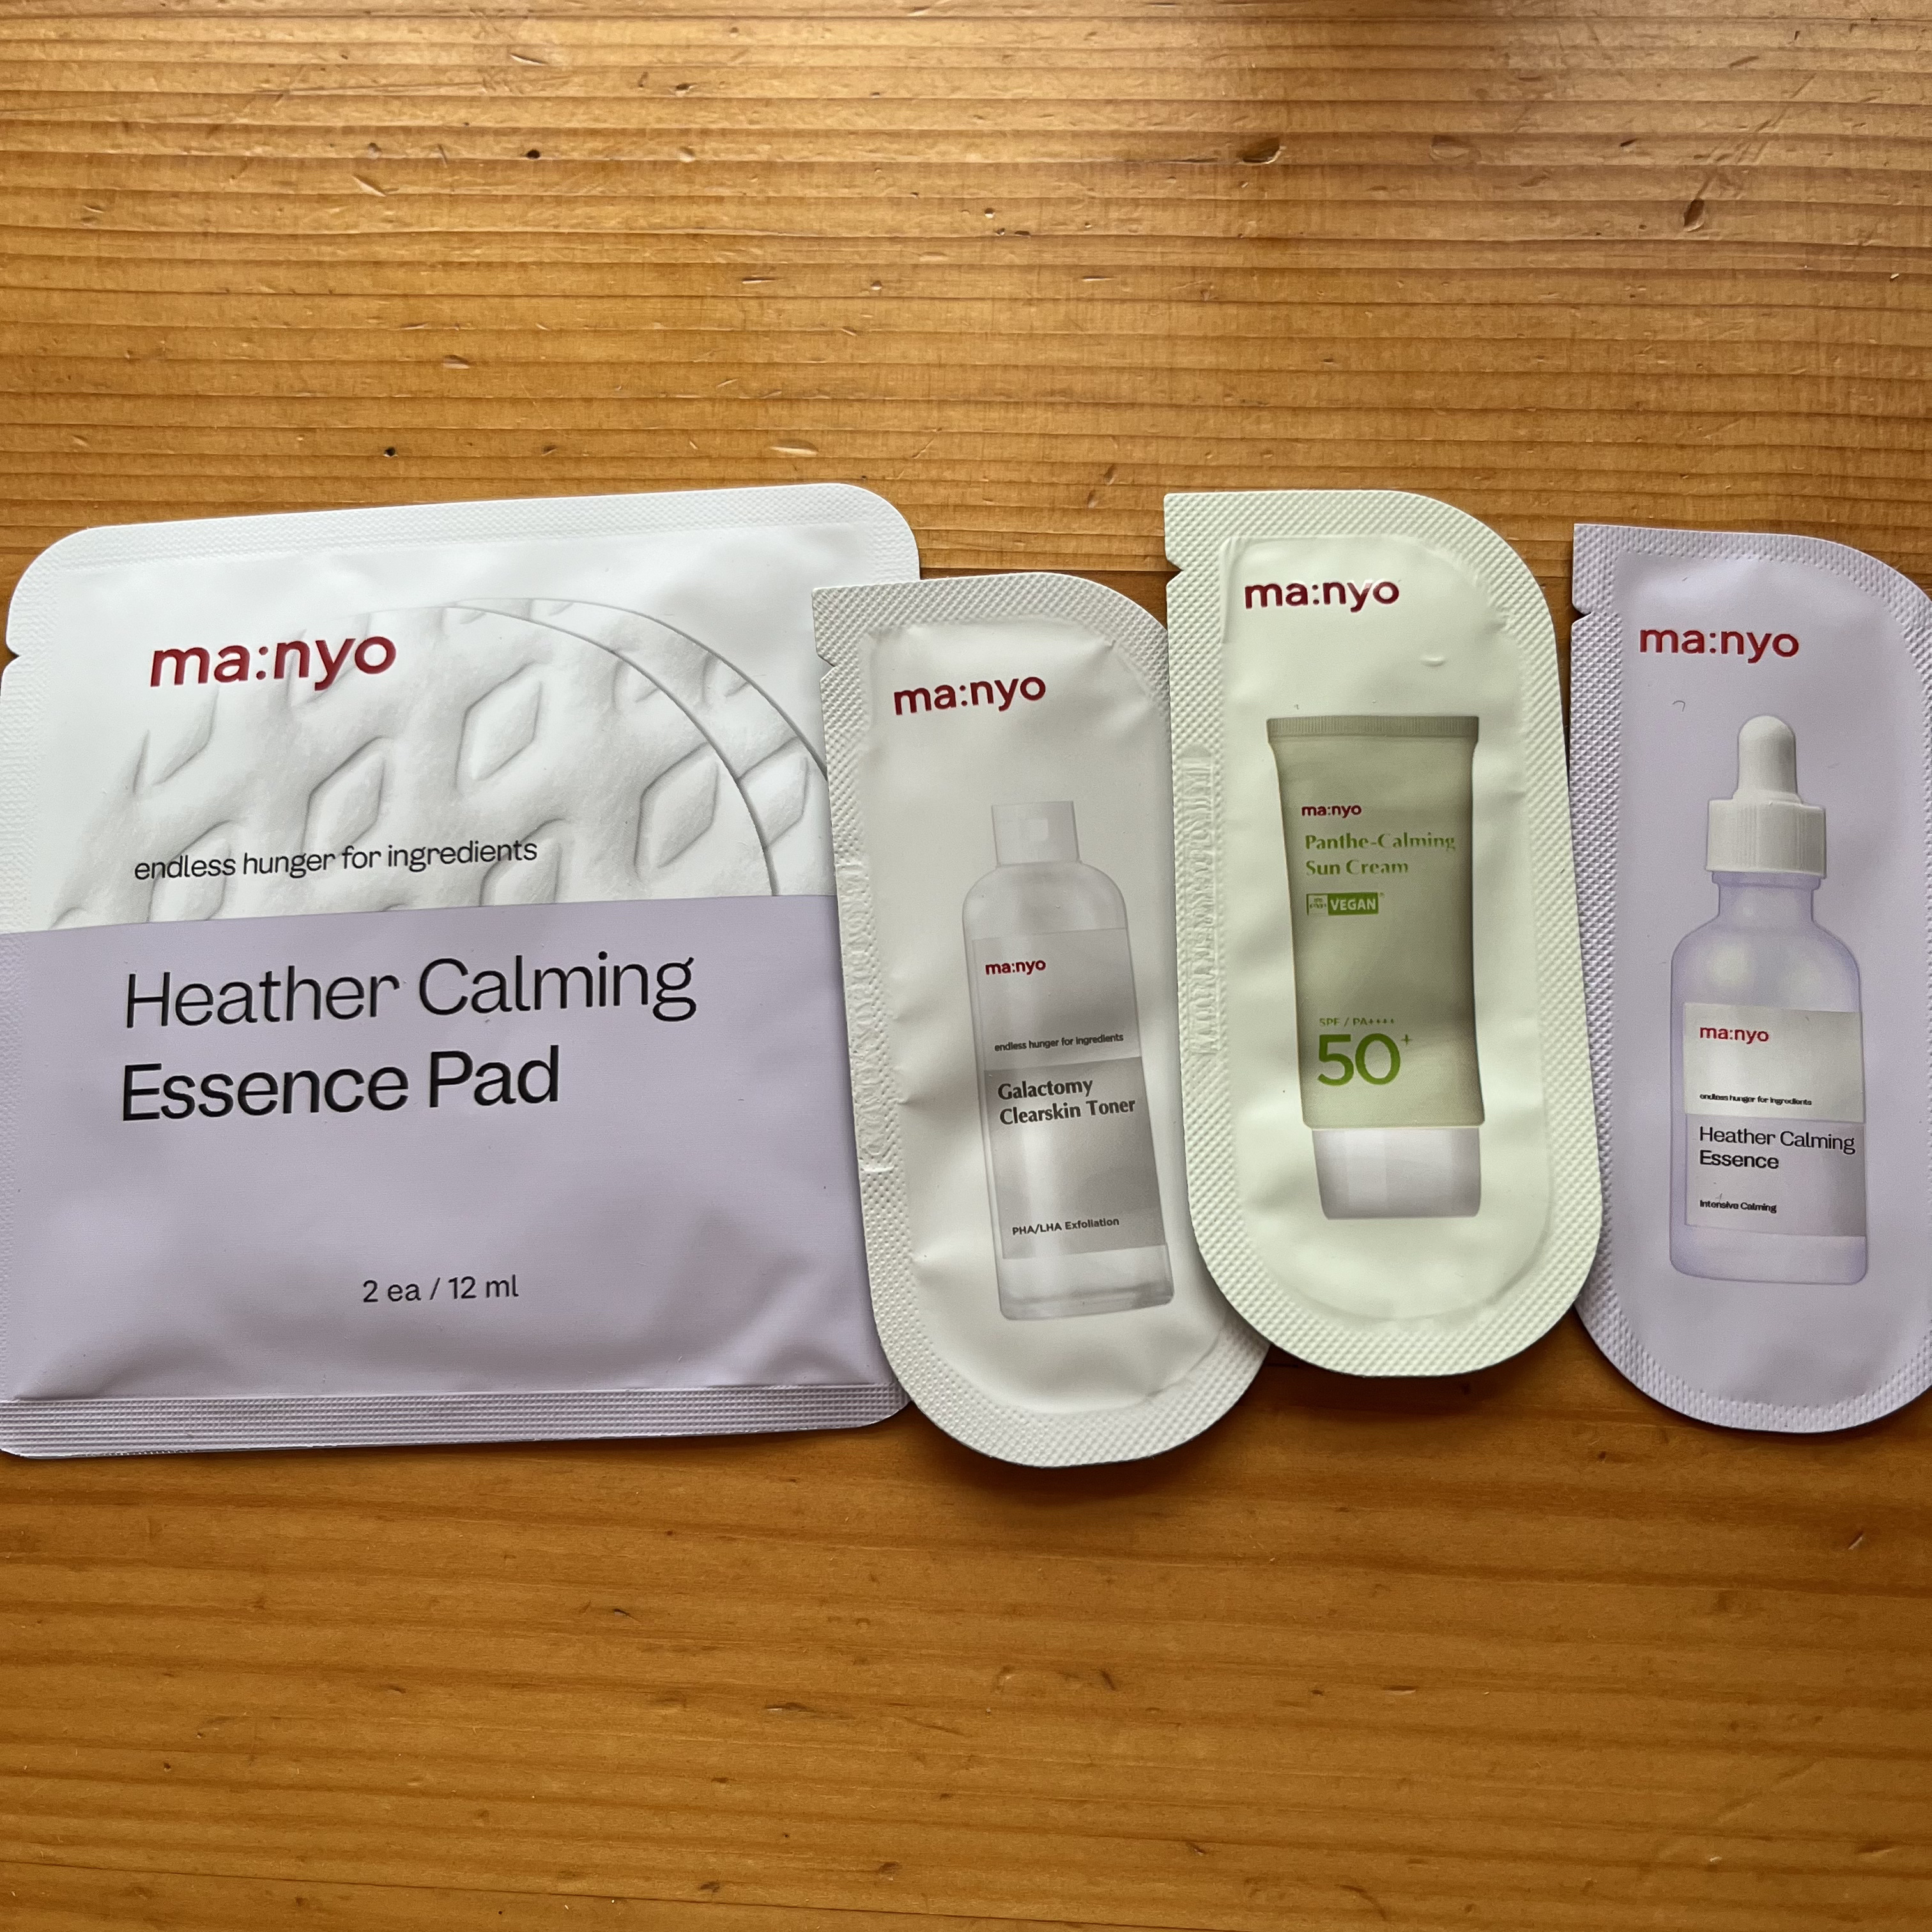 ma:nyo
endless hunger for ingredients
Heather Calming
Essence Pad
2 ea / 12 ml
ma:nyo
ma:nyo
endless hunger for ingredients
Galactomy
Clearskin Toner
PHA/LHA Exfoliation
ma:nyo
ma:nyo
Panthe-Calming
Sun Cream
VEGAN
SPF / PA++++
50+
ma:nyo
ma:nyo
endless hunger for ingredients
Heather Calming
Essence
Intensive Calming